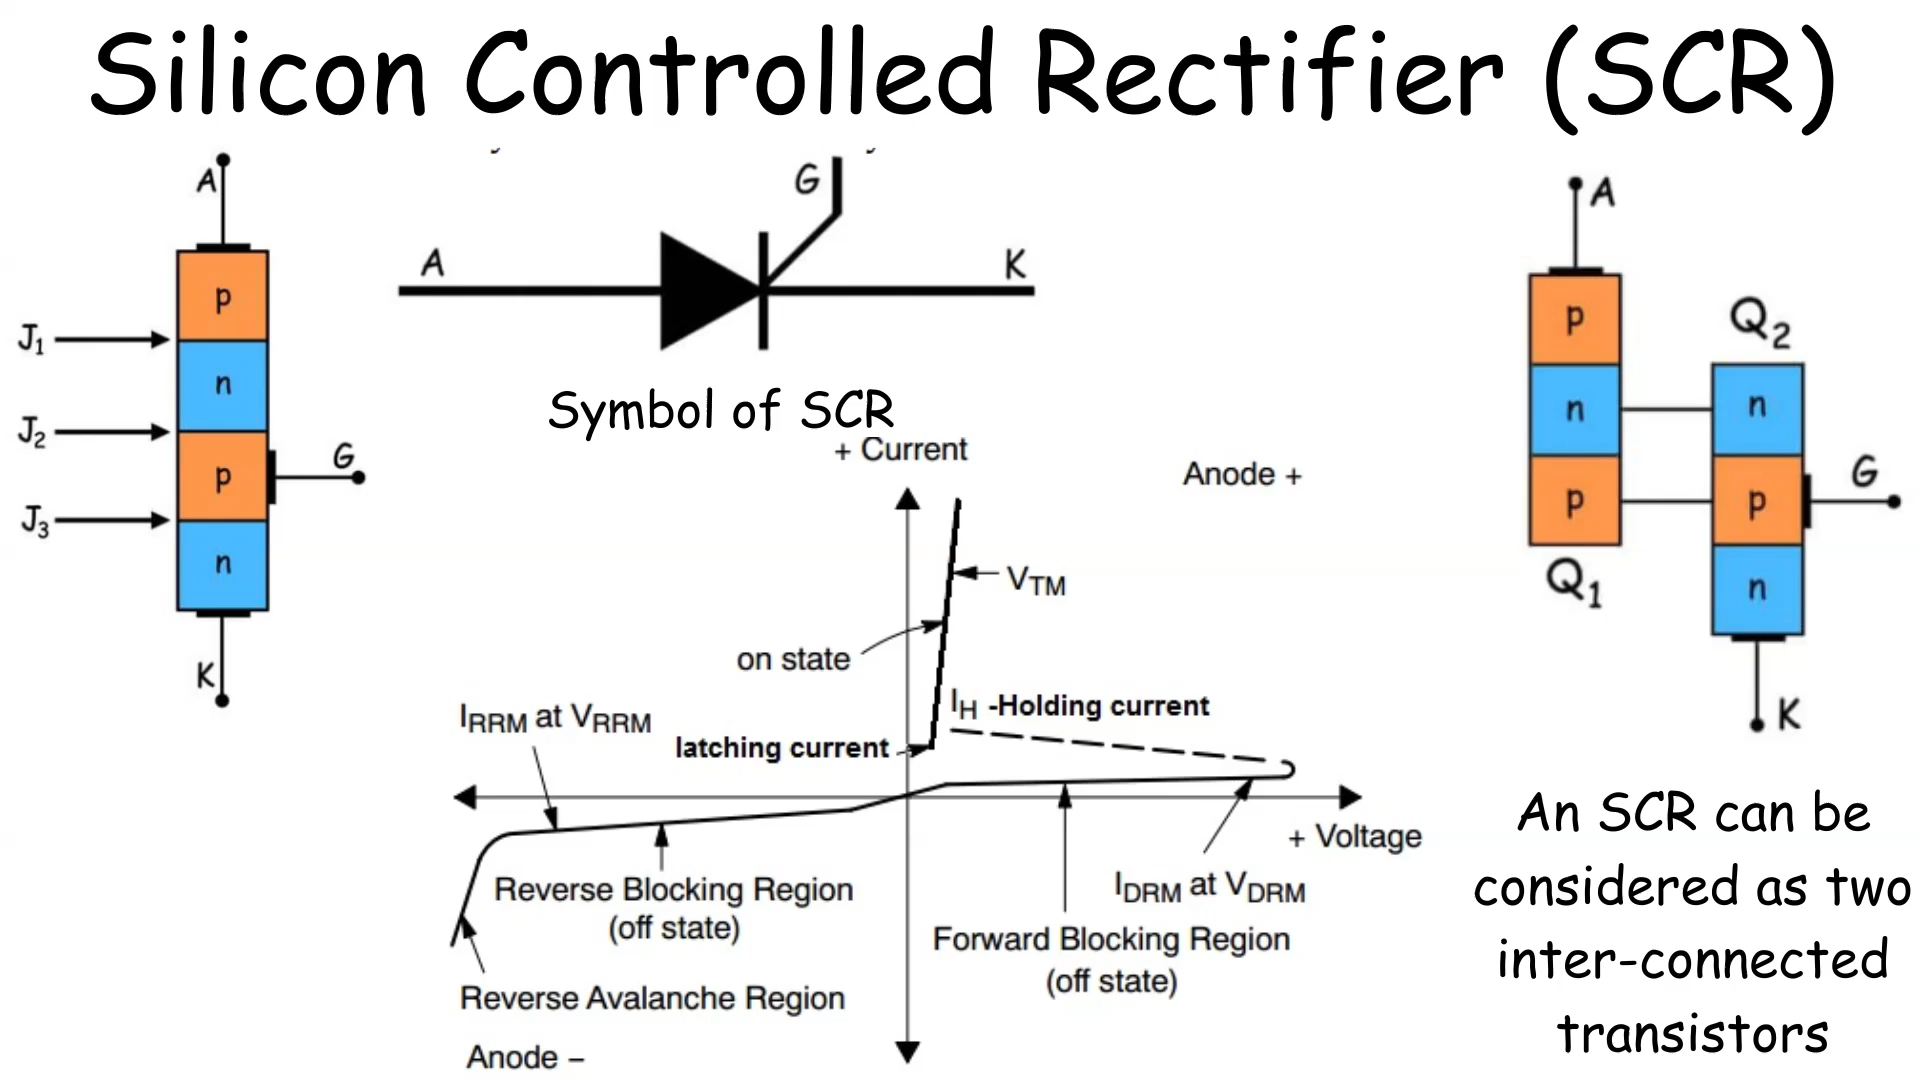 Silicon Controlled Rectifier (SCR)
A
p
J1
n
J2
p
G
J3
n
K
G
A
K
Symbol of SCR
+ Current
Anode +
VTM
on state
IH -Holding current
IRRM at VRRM
latching current
+ Voltage
IDRM at VDRM
Reverse Blocking Region
(off state)
Forward Blocking Region
(off state)
Reverse Avalanche Region
Anode –
A
p
Q2
n
n
G
p
p
Q1
n
K
An SCR can be
considered as two
inter-connected
transistors